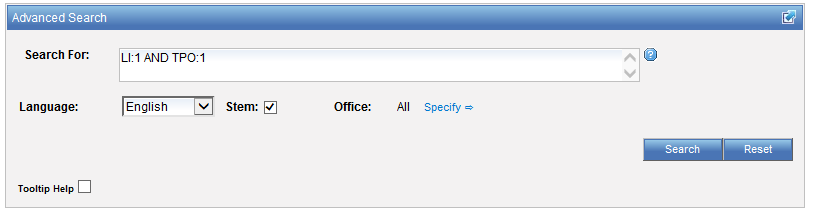 Advanced Search
Search For: LI:1 AND TPO:1
Language: English Stem: Office: All Specify ⇨
Search Reset
Tooltip Help